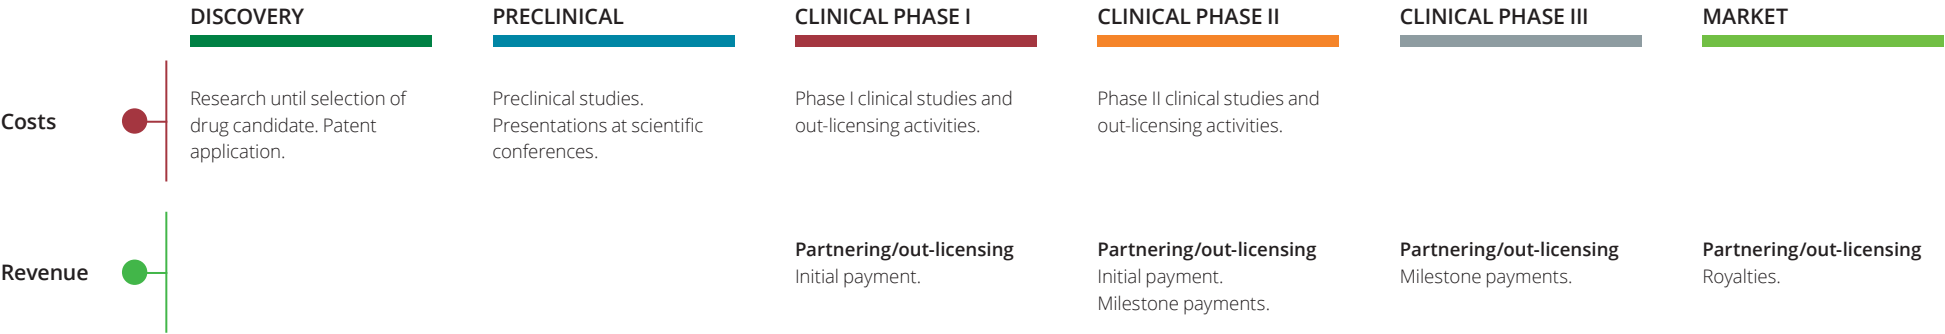 DISCOVERY
PRECLINICAL
CLINICAL PHASE I
CLINICAL PHASE II
CLINICAL PHASE III
MARKET
Costs
Research until selection of
drug candidate. Patent
application.
Preclinical studies.
Presentations at scientific
conferences.
Phase I clinical studies and
out-licensing activities.
Phase II clinical studies and
out-licensing activities.
Revenue
Partnering/out-licensing
Initial payment.
Partnering/out-licensing
Initial payment.
Milestone payments.
Partnering/out-licensing
Milestone payments.
Partnering/out-licensing
Royalties.